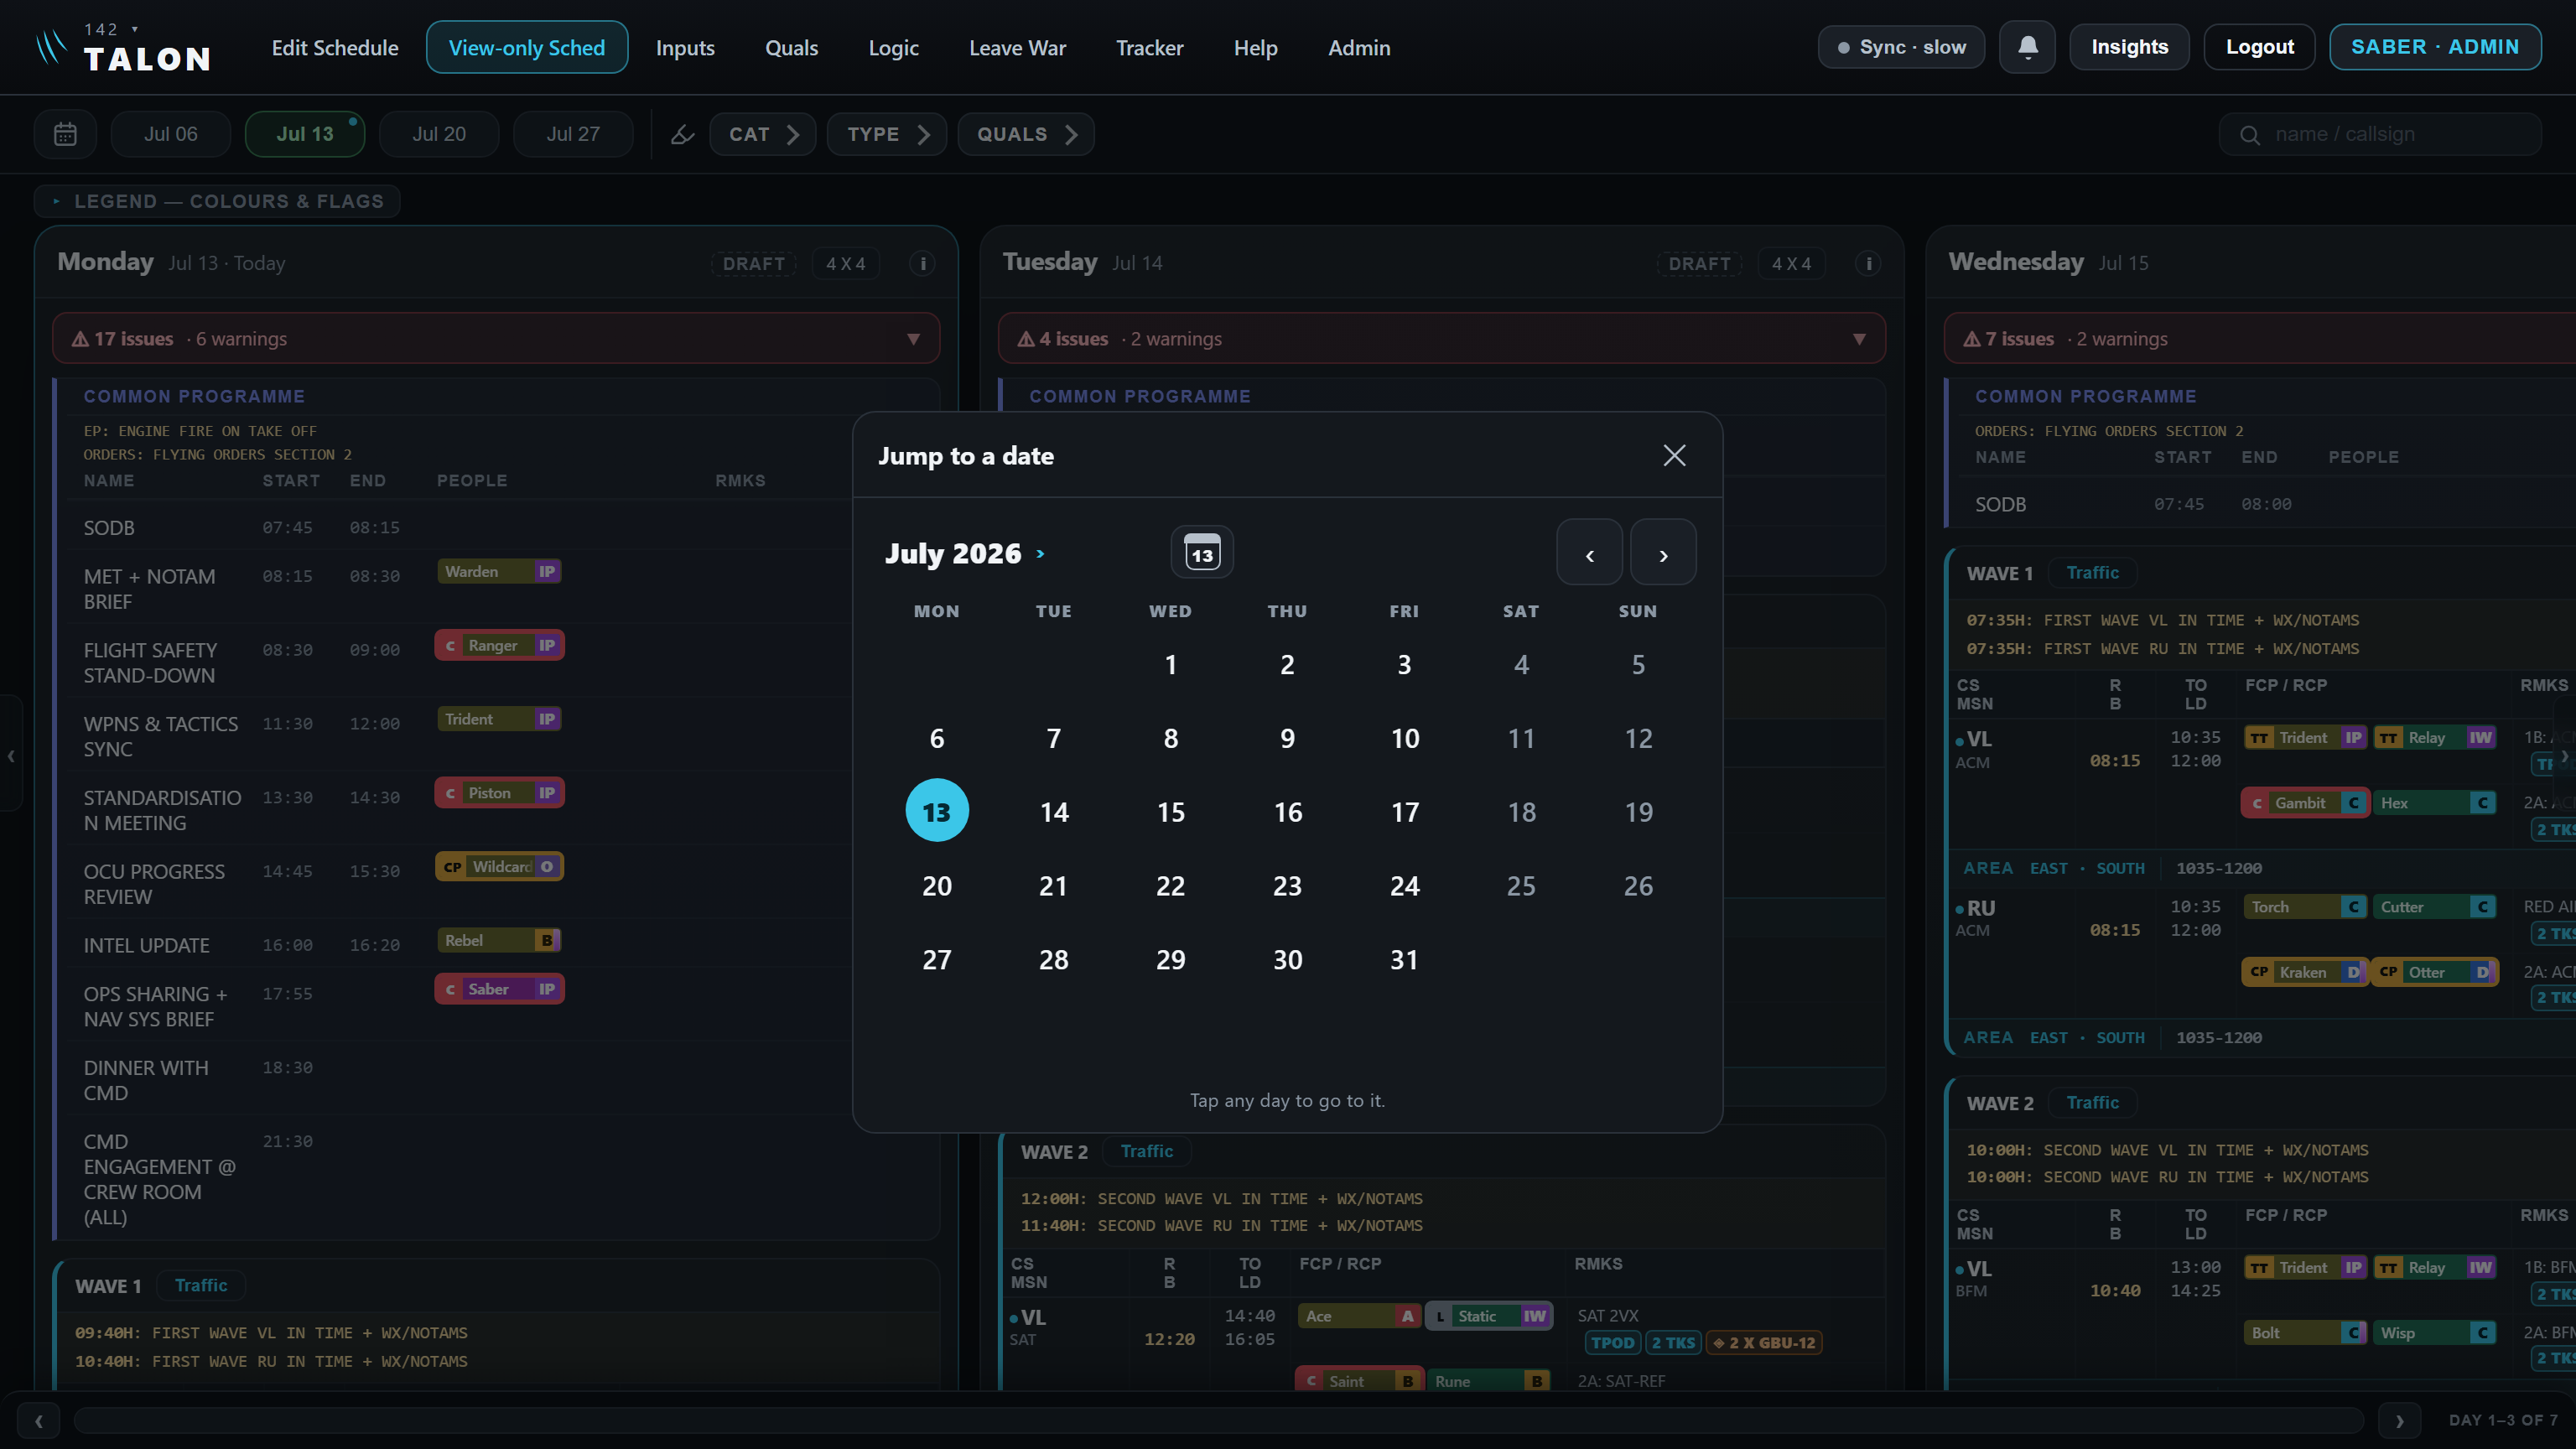 142 ▾
TALON
Edit Schedule
View-only Sched
Inputs
Quals
Logic
Leave War
Tracker
Help
Admin
Sync · slow
Insights
Logout
SABER · ADMIN
Jul 06
Jul 13
Jul 20
Jul 27
CAT
TYPE
QUALS
name / callsign
LEGEND — COLOURS & FLAGS
Monday Jul 13 · Today
DRAFT
4 X 4
i
17 issues · 6 warnings
COMMON PROGRAMME
EP: ENGINE FIRE ON TAKE OFF
ORDERS: FLYING ORDERS SECTION 2
NAME START END PEOPLE RMKS
SODB 07:45 08:15
MET + NOTAM 08:15 08:30 Warden IP
BRIEF
FLIGHT SAFETY 08:30 09:00 C Ranger IP
STAND-DOWN
WPNS & TACTICS 11:30 12:00 Trident IP
SYNC
STANDARDISATIO 13:30 14:30 C Piston IP
N MEETING
OCU PROGRESS 14:45 15:30 CP Wildcard O
REVIEW
INTEL UPDATE 16:00 16:20 Rebel B
OPS SHARING + 17:55 C Saber IP
NAV SYS BRIEF
DINNER WITH 18:30
CMD
CMD 21:30
ENGAGEMENT @
CREW ROOM
(ALL)
WAVE 1 Traffic
09:40H: FIRST WAVE VL IN TIME + WX/NOTAMS
10:40H: FIRST WAVE RU IN TIME + WX/NOTAMS
Tuesday Jul 14
DRAFT
4 X 4
i
4 issues · 2 warnings
COMMON PROGRAMME
Jump to a date
July 2026
13
MON TUE WED THU FRI SAT SUN
1 2 3 4 5
6 7 8 9 10 11 12
13 14 15 16 17 18 19
20 21 22 23 24 25 26
27 28 29 30 31
Tap any day to go to it.
WAVE 2 Traffic
12:00H: SECOND WAVE VL IN TIME + WX/NOTAMS
11:40H: SECOND WAVE RU IN TIME + WX/NOTAMS
CS R TO FCP / RCP RMKS
MSN B LD
VL 14:40 Ace A L Static IW SAT 2VX
SAT 12:20 16:05 TPOD 2 TKS 2 X GBU-12
C Saint B Rune B 2A: SAT-REF
Wednesday Jul 15
7 issues · 2 warnings
COMMON PROGRAMME
ORDERS: FLYING ORDERS SECTION 2
NAME START END PEOPLE
SODB 07:45 08:00
WAVE 1 Traffic
07:35H: FIRST WAVE VL IN TIME + WX/NOTAMS
07:35H: FIRST WAVE RU IN TIME + WX/NOTAMS
CS R TO FCP / RCP RMKS
MSN B LD
VL 10:35 TT Trident IP TT Relay IW 1B:
ACM 08:15 12:00
C Gambit C Hex C 2A:
2 TKS
AREA EAST · SOUTH 1035-1200
RU 10:35 Torch C Cutter C RED
ACM 08:15 12:00 2 TKS
CP Kraken D CP Otter D 2A:
2 TKS
AREA EAST · SOUTH 1035-1200
WAVE 2 Traffic
10:00H: SECOND WAVE VL IN TIME + WX/NOTAMS
10:00H: SECOND WAVE RU IN TIME + WX/NOTAMS
CS R TO FCP / RCP RMKS
MSN B LD
VL 13:00 TT Trident IP TT Relay IW 1B:
BFM 10:40 14:25 2 TKS
Bolt C Wisp C 2A:
2 TKS
DAY 1–3 OF 7